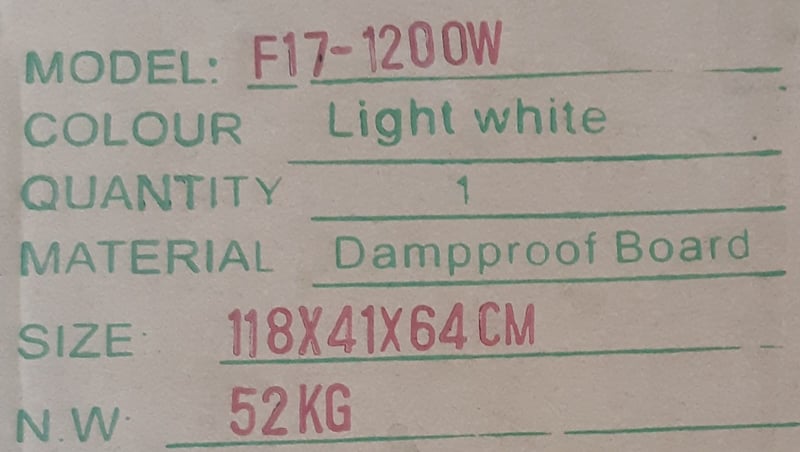 MODEL: F17-1200W
COLOUR Light white
QUANTITY 1
MATERIAL Dampproof Board
SIZE: 118X41X64CM
N.W: 52KG